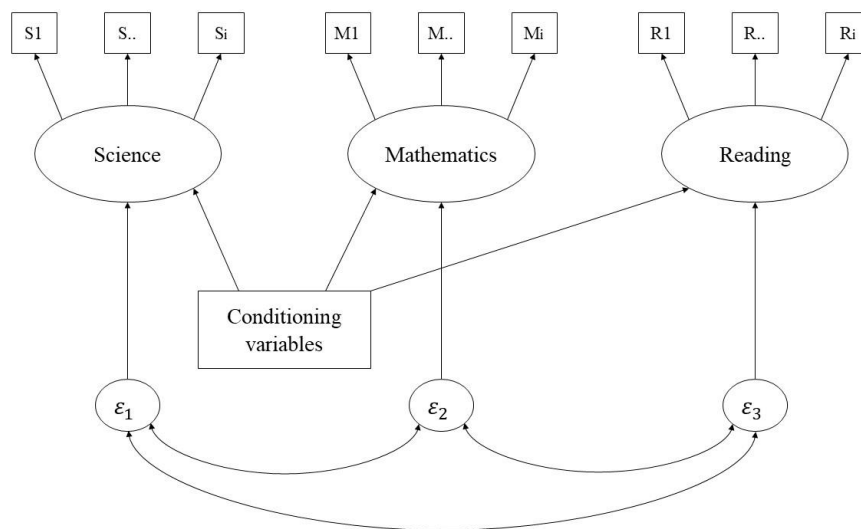 S1 S.. Si M1 M.. Mi R1 R.. Ri
Science Mathematics Reading
Conditioning
variables
ε1 ε2 ε3